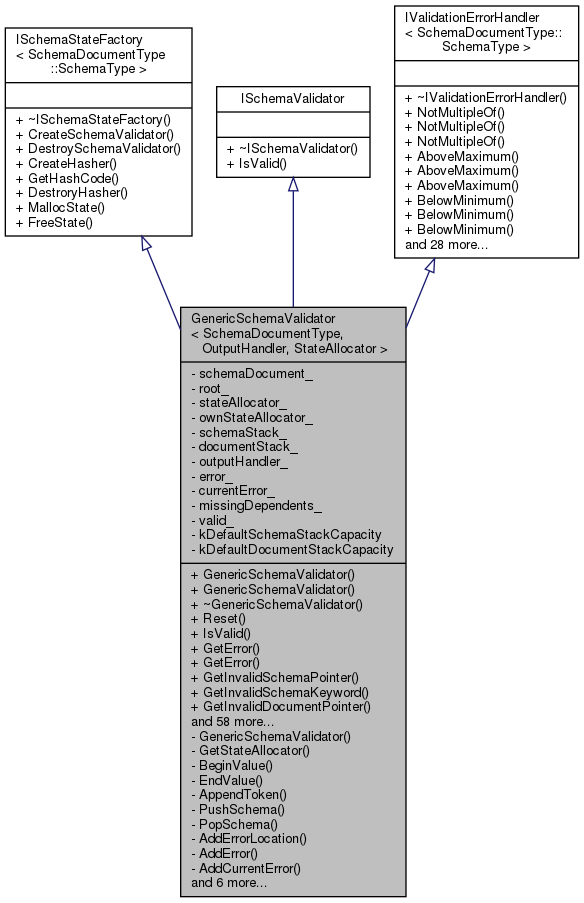 ISchemaStateFactory
< SchemaDocumentType
::SchemaType >
+ ~ISchemaStateFactory()
+ CreateSchemaValidator()
+ DestroySchemaValidator()
+ CreateHasher()
+ GetHashCode()
+ DestroryHasher()
+ MallocState()
+ FreeState()
ISchemaValidator
+ ~ISchemaValidator()
+ IsValid()
IValidationErrorHandler
< SchemaDocumentType::
SchemaType >
+ ~IValidationErrorHandler()
+ NotMultipleOf()
+ NotMultipleOf()
+ NotMultipleOf()
+ AboveMaximum()
+ AboveMaximum()
+ AboveMaximum()
+ BelowMinimum()
+ BelowMinimum()
+ BelowMinimum()
and 28 more...
GenericSchemaValidator
< SchemaDocumentType,
OutputHandler, StateAllocator >
- schemaDocument_
- root_
- stateAllocator_
- ownStateAllocator_
- schemaStack_
- documentStack_
- outputHandler_
- error_
- currentError_
- missingDependents_
- valid_
- kDefaultSchemaStackCapacity
- kDefaultDocumentStackCapacity
+ GenericSchemaValidator()
+ GenericSchemaValidator()
+ ~GenericSchemaValidator()
+ Reset()
+ IsValid()
+ GetError()
+ GetError()
+ GetInvalidSchemaPointer()
+ GetInvalidSchemaKeyword()
+ GetInvalidDocumentPointer()
and 58 more...
- GenericSchemaValidator()
- GetStateAllocator()
- BeginValue()
- EndValue()
- AppendToken()
- PushSchema()
- PopSchema()
- AddErrorLocation()
- AddError()
- AddCurrentError()
and 6 more...